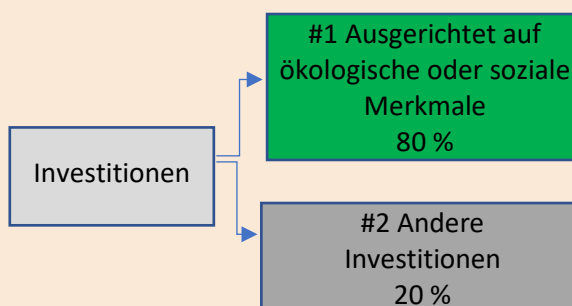 #1 Ausgerichtet auf
ökologische oder soziale
Merkmale
80 %
Investitionen
#2 Andere
Investitionen
20 %